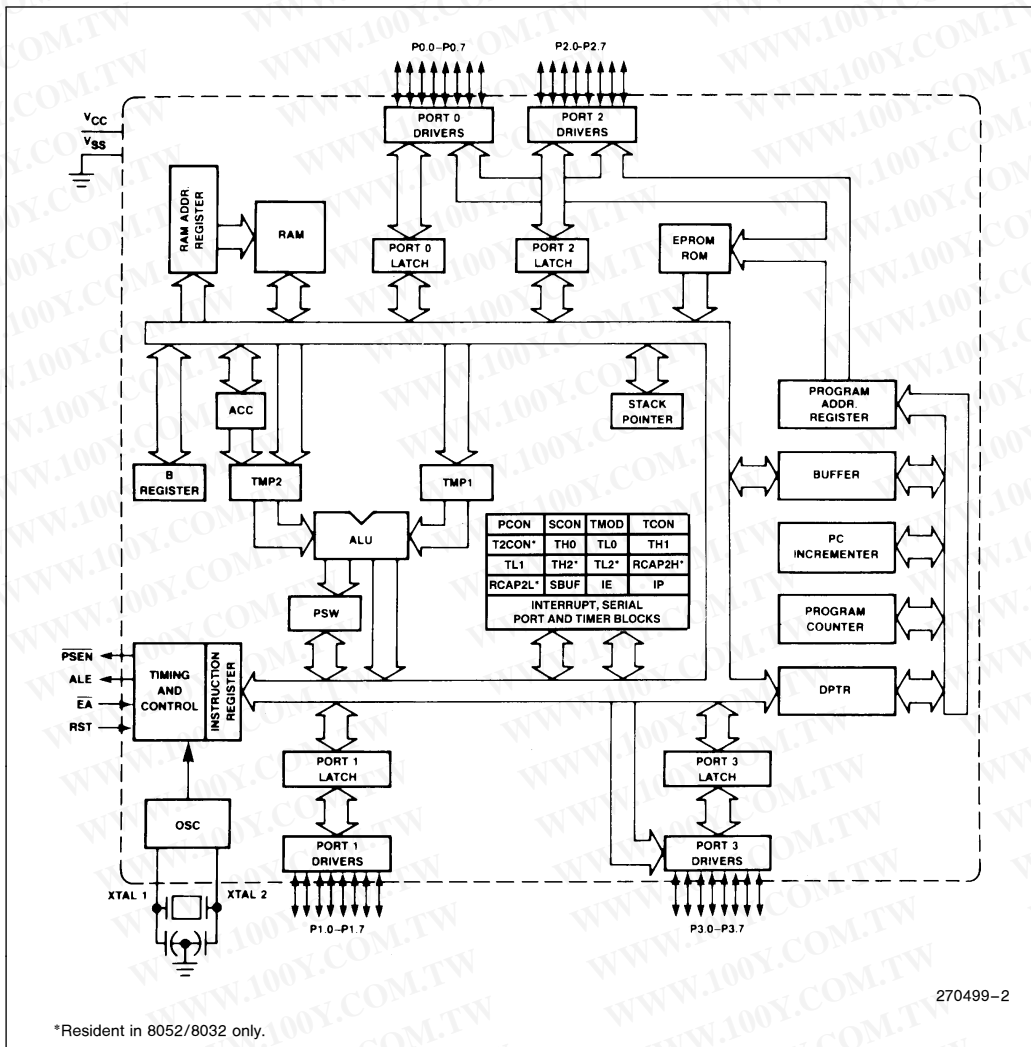 P0.0–P0.7
P2.0–P2.7
VCC
VSS
PORT 0
DRIVERS
PORT 2
DRIVERS
RAM ADDR.
REGISTER
RAM
PORT 0
LATCH
PORT 2
LATCH
EPROM
ROM
ACC
STACK
POINTER
PROGRAM
ADDR.
REGISTER
B
REGISTER
TMP2
TMP1
BUFFER
ALU
PCON SCON TMOD TCON
T2CON* TH0 TL0 TH1
TL1 TH2* TL2* RCAP2H*
RCAP2L* SBUF IE IP
INTERRUPT, SERIAL
PORT AND TIMER BLOCKS
PC
INCREMENTER
PSW
PROGRAM
COUNTER
PSEN
ALE
EA
RST
TIMING
AND
CONTROL
INSTRUCTION
REGISTER
DPTR
PORT 1
LATCH
PORT 3
LATCH
OSC
PORT 1
DRIVERS
PORT 3
DRIVERS
XTAL 1
XTAL 2
P1.0–P1.7
P3.0–P3.7
270499–2
*Resident in 8052/8032 only.
WWW.100Y.COM.TW